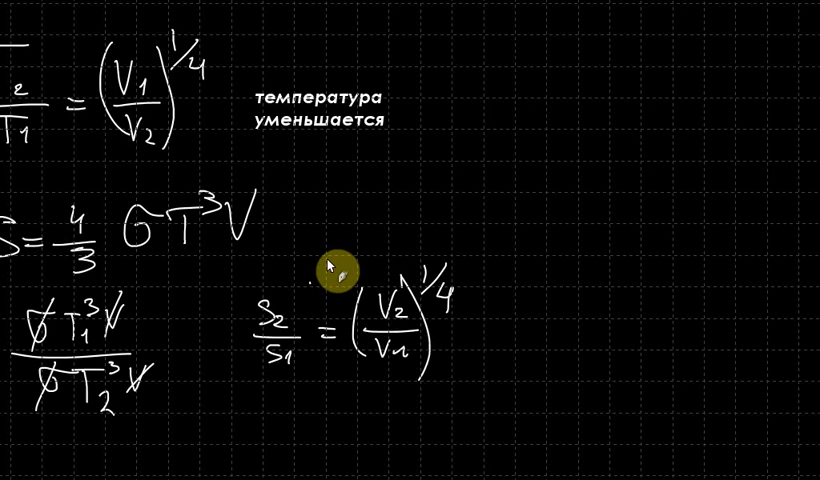 T₂/T₁ = (V₁/V₂)^1/4
температура
уменьшается
S = 4/3 σT³V
σT₁³V / σT₂³V
S₂/S₁ = (V₂/V₁)^1/4